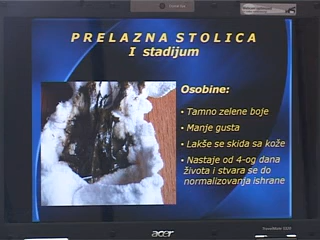 PRELAZNA STOLICA
I stadijum
Osobine:
• Tamno zelene boje
• Manje gusta
• Lakše se skida sa kože
• Nastaje od 4-og dana
života i stvara se do
normalizovanja ishrane
acer